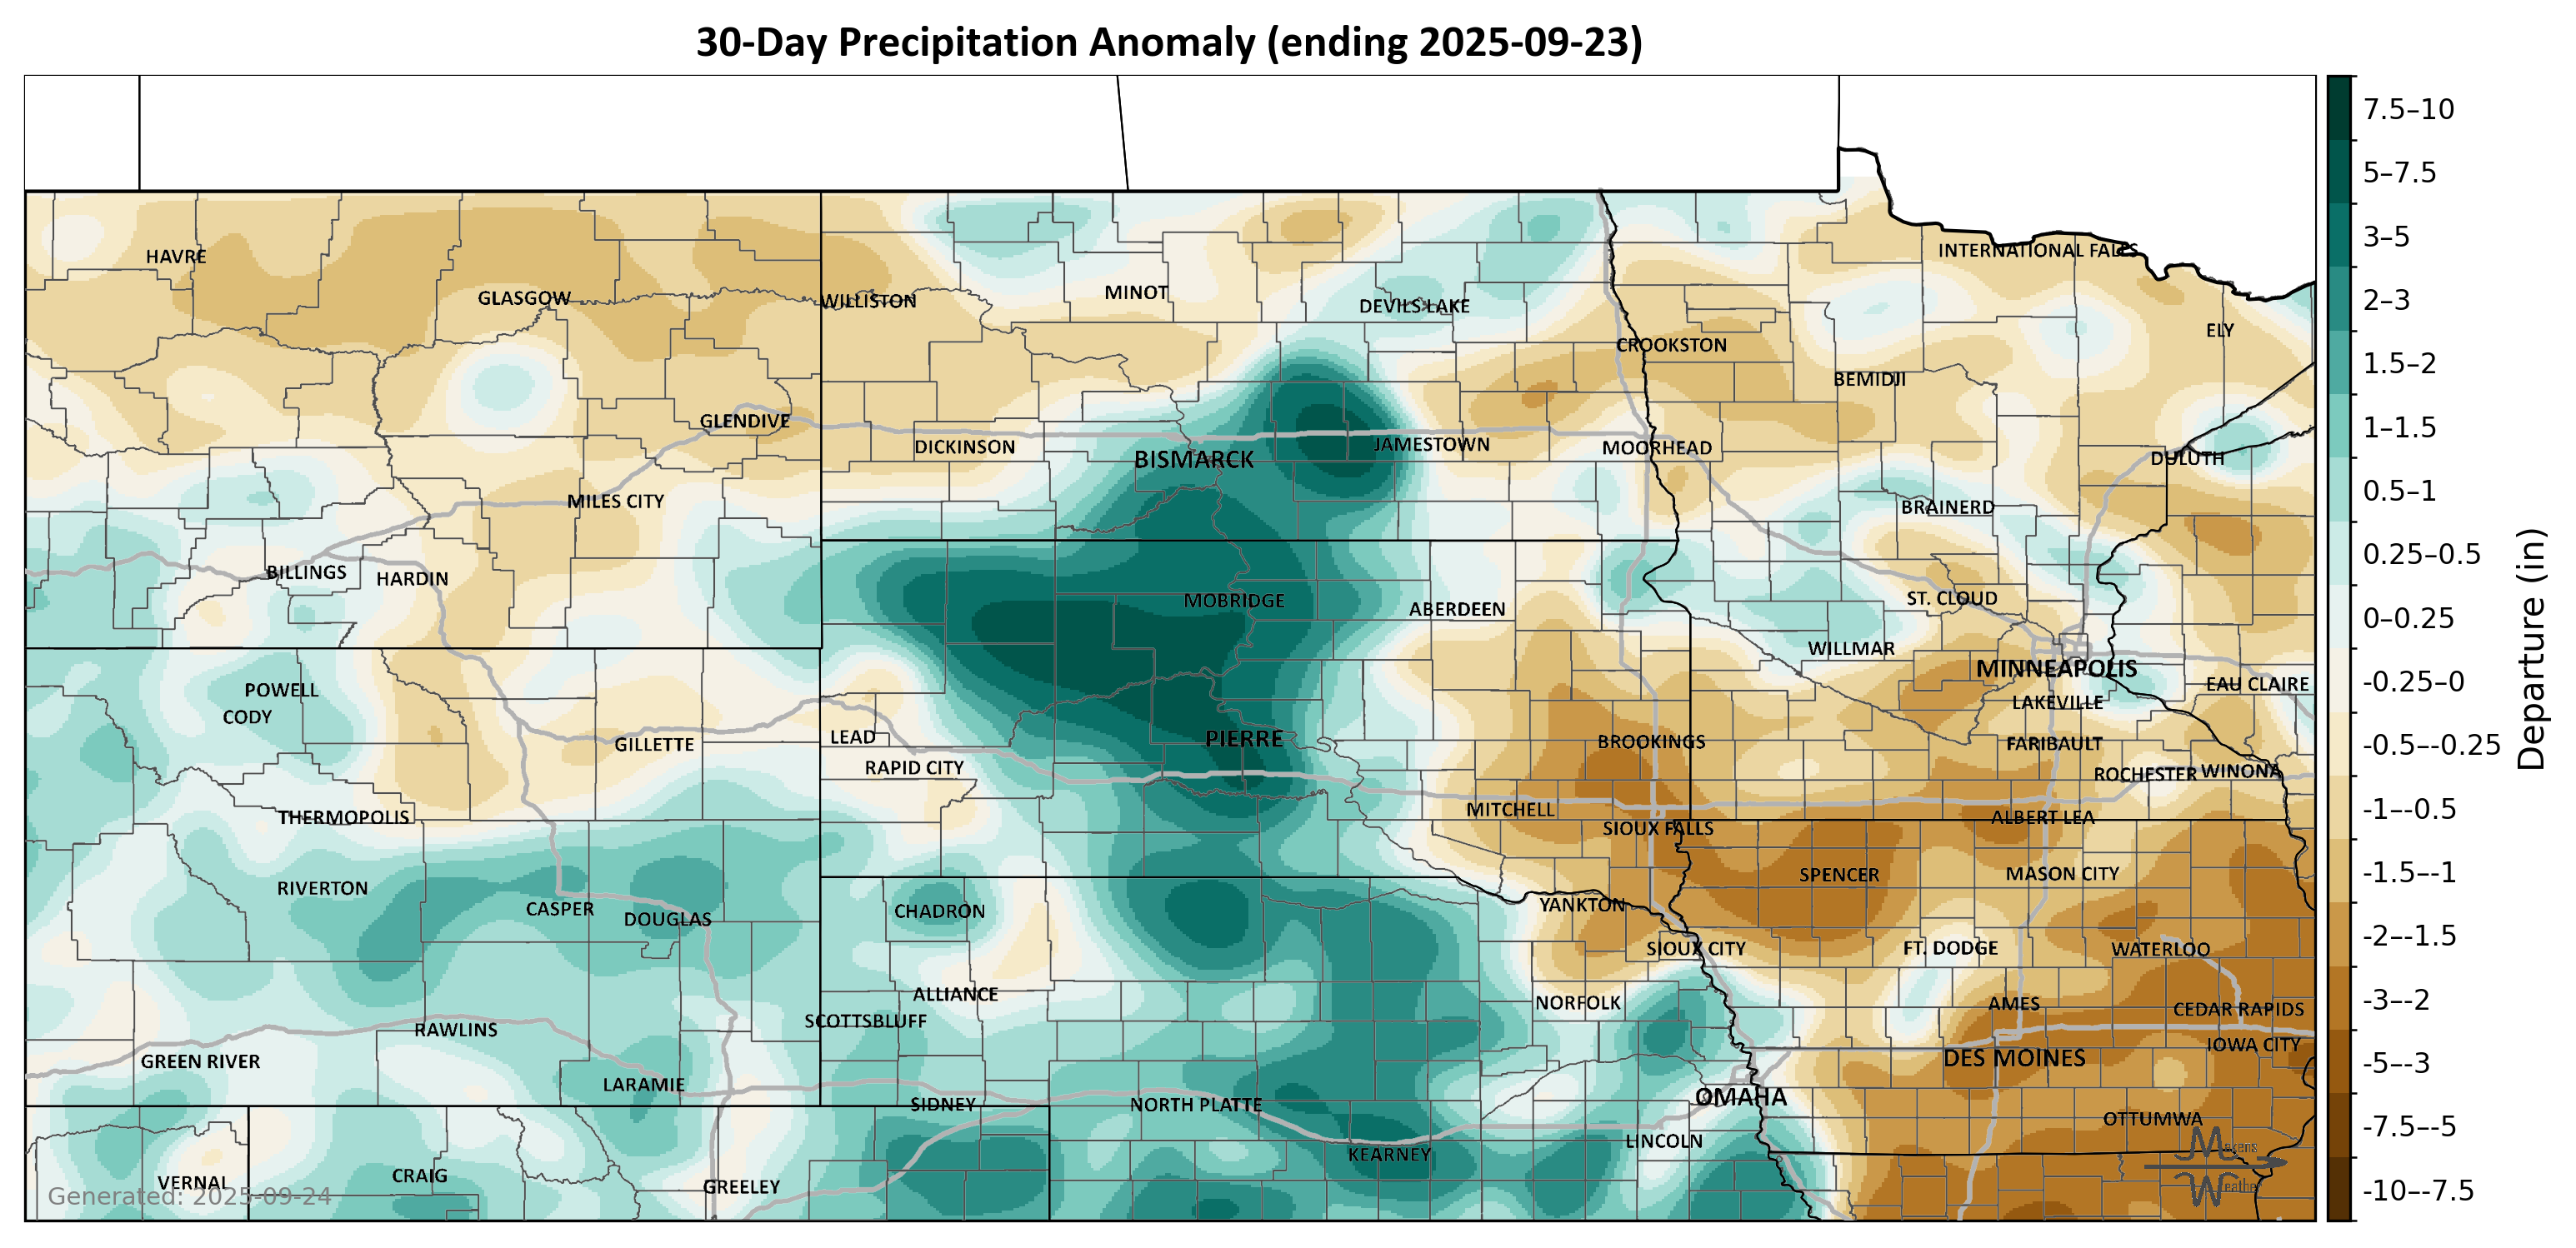 30-Day Precipitation Anomaly (ending 2025-09-23)
HAVRE
GLASGOW
WILLISTON
MINOT
DEVILS LAKE
INTERNATIONAL FALLS
ELY
CROOKSTON
BEMIDJI
GLENDIVE
DICKINSON
BISMARCK
JAMESTOWN
MOORHEAD
DULUTH
MILES CITY
BRAINERD
BILLINGS
HARDIN
MOBRIDGE
ABERDEEN
ST. CLOUD
WILLMAR
MINNEAPOLIS
EAU CLAIRE
POWELL
CODY
LAKEVILLE
GILLETTE
LEAD
PIERRE
BROOKINGS
FARIBAULT
RAPID CITY
ROCHESTER
WINONA
THERMOPOLIS
MITCHELL
SIOUX FALLS
ALBERT LEA
RIVERTON
CASPER
DOUGLAS
CHADRON
YANKTON
SPENCER
MASON CITY
SIOUX CITY
FT. DODGE
WATERLOO
ALLIANCE
NORFOLK
AMES
CEDAR RAPIDS
SCOTTSBLUFF
RAWLINS
GREEN RIVER
DES MOINES
IOWA CITY
LARAMIE
SIDNEY
NORTH PLATTE
OMAHA
OTTUMWA
KEARNEY
LINCOLN
VERNAL
CRAIG
GREELEY
Generated: 2025-09-24
Makens
Weather
7.5–10
5–7.5
3–5
2–3
1.5–2
1–1.5
0.5–1
0.25–0.5
0–0.25
-0.25–0
-0.5–-0.25
-1–-0.5
-1.5–-1
-2–-1.5
-3–-2
-5–-3
-7.5–-5
-10–-7.5
Departure (in)